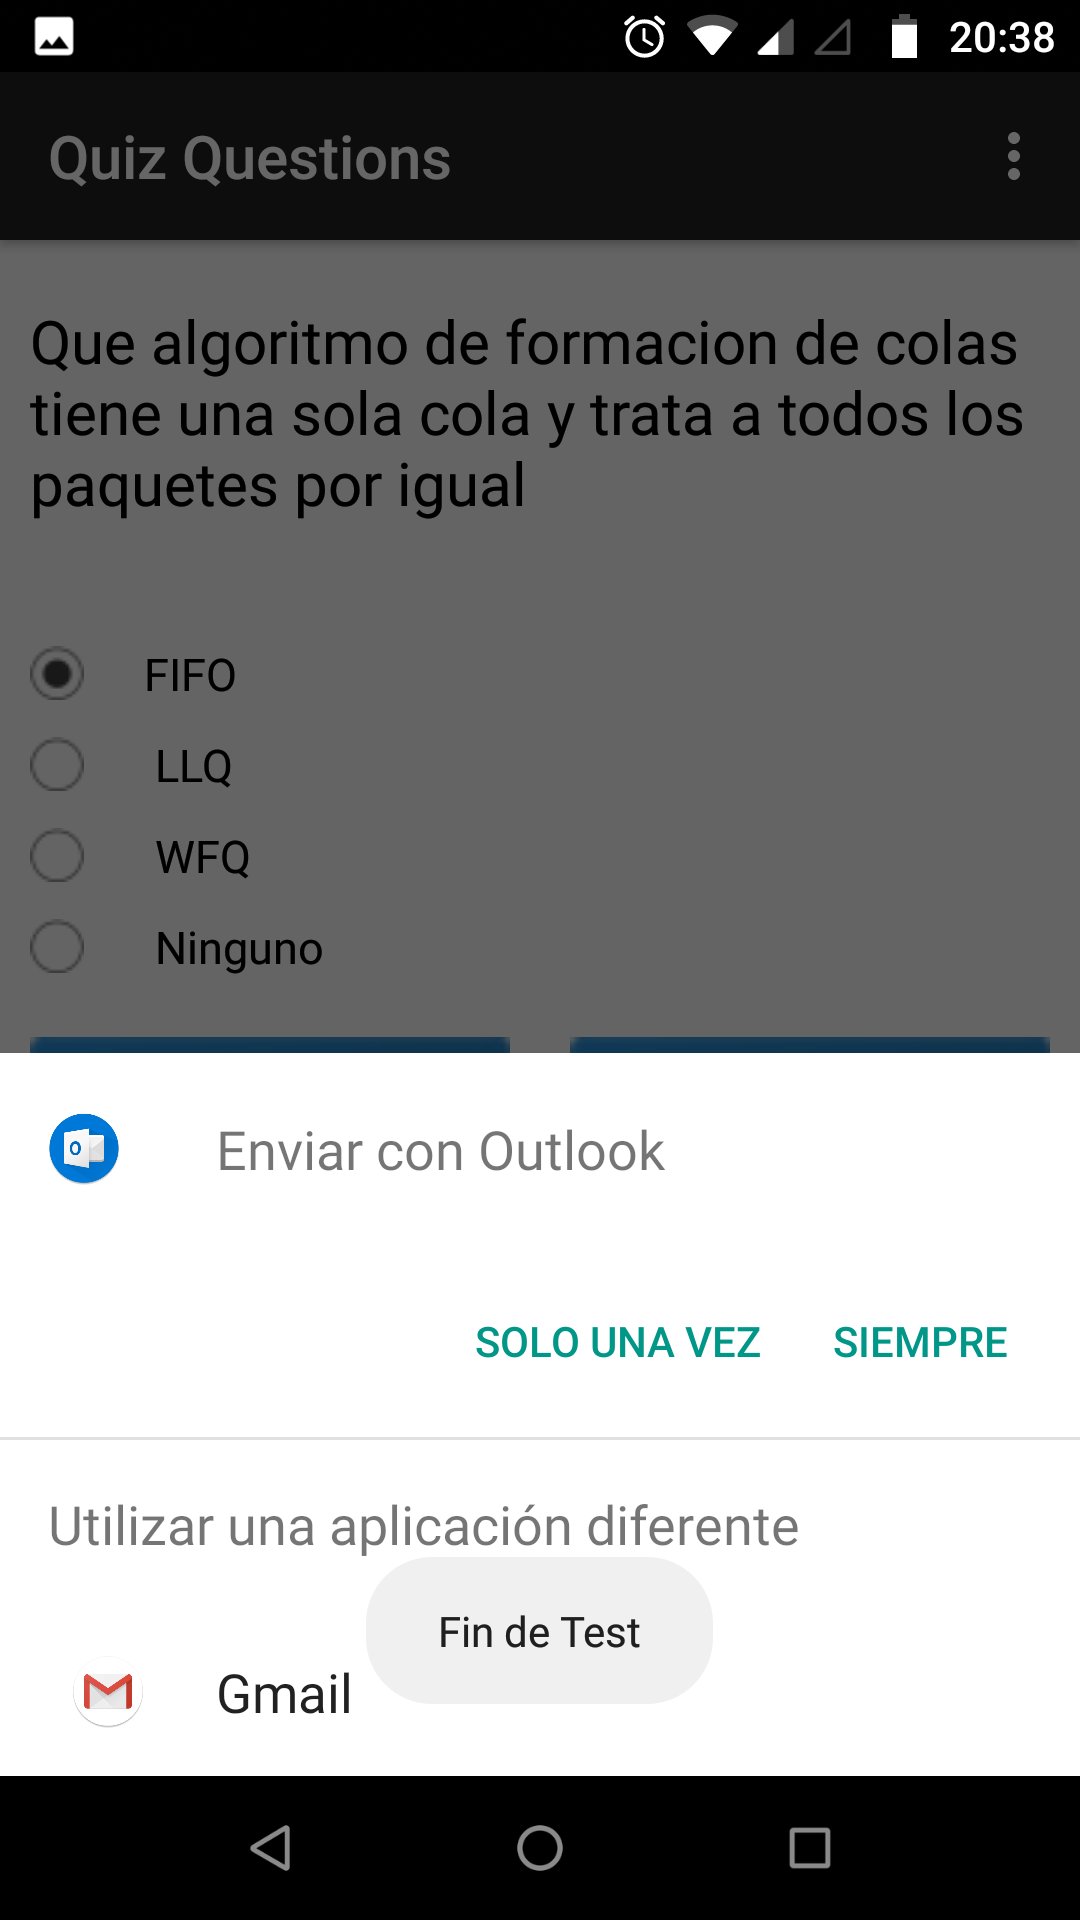 20:38
Quiz Questions
Que algoritmo de formacion de colas
tiene una sola cola y trata a todos los
paquetes por igual
FIFO
LLQ
WFQ
Ninguno
Enviar con Outlook
SOLO UNA VEZ SIEMPRE
Utilizar una aplicación diferente
Fin de Test
Gmail